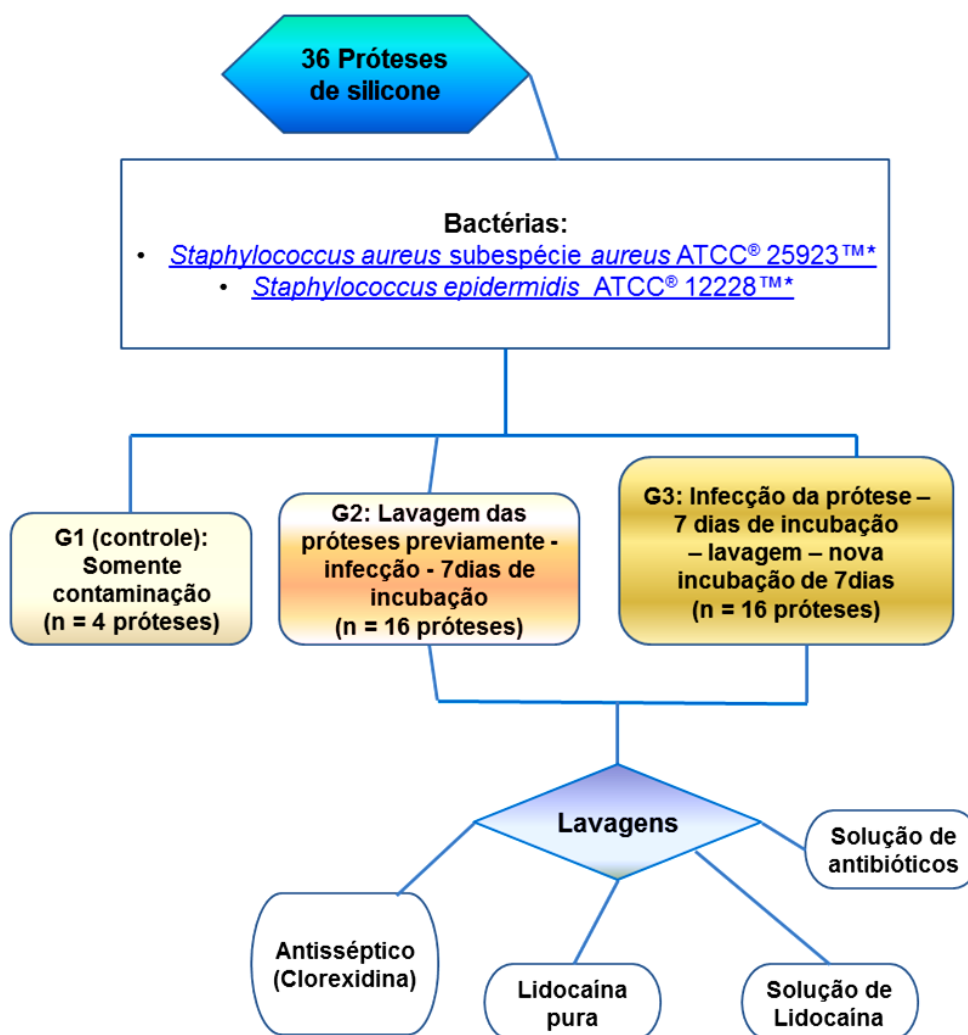 36 Próteses
de silicone
Bactérias:
• Staphylococcus aureus subespécie aureus ATCC® 25923™*
• Staphylococcus epidermidis ATCC® 12228™*
G1 (controle):
Somente
contaminação
(n = 4 próteses)
G2: Lavagem das
próteses previamente -
infecção - 7dias de
incubação
(n = 16 próteses)
G3: Infecção da prótese –
7 dias de incubação
– lavagem – nova
incubação de 7dias
(n = 16 próteses)
Lavagens
Solução de
antibióticos
Antisséptico
(Clorexidina)
Lidocaína
pura
Solução de
Lidocaína